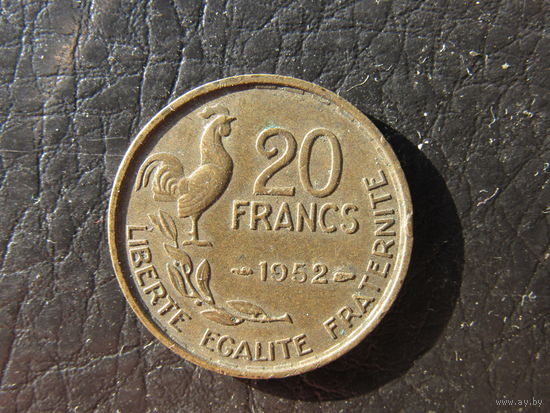 20
FRANCS
1952
LIBERTE EGALITE FRATERNITE
www.ay.by